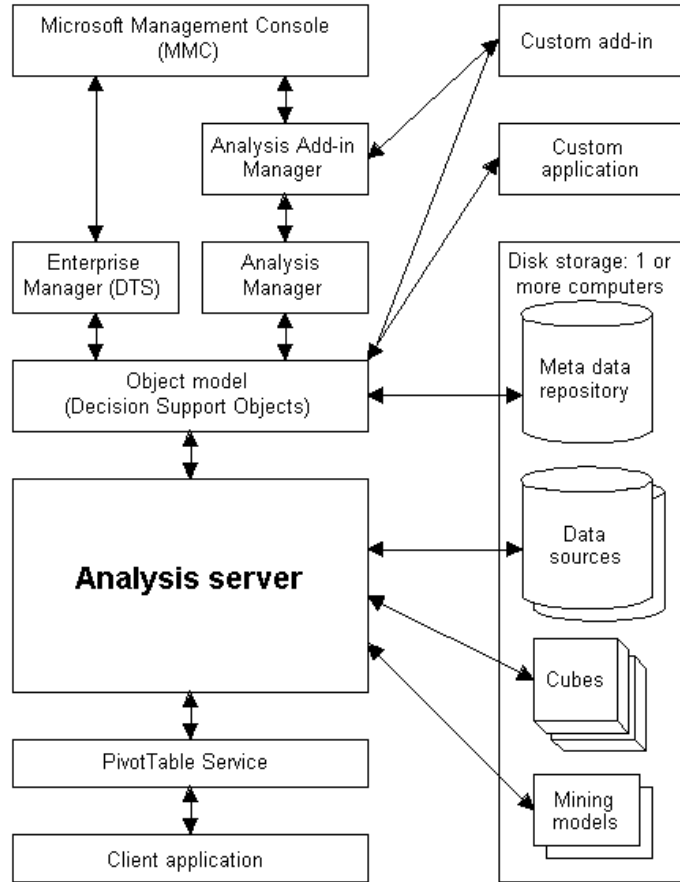 Microsoft Management Console
(MMC)
Custom add-in
Analysis Add-in
Manager
Custom
application
Enterprise
Manager (DTS)
Analysis
Manager
Disk storage: 1 or
more computers
Object model
(Decision Support Objects)
Meta data
repository
Analysis server
Data
sources
Cubes
PivotTable Service
Mining
models
Client application